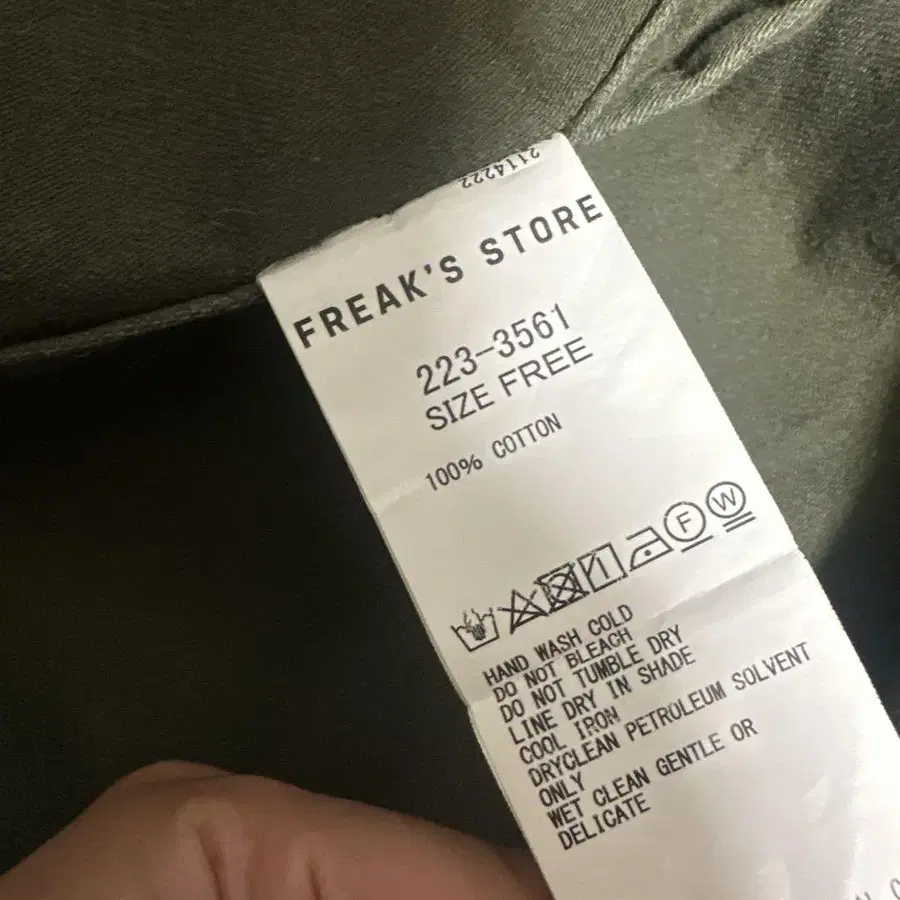 2114222
FREAK'S STORE
223-3561
SIZE FREE
100% COTTON
F W
HAND WASH COLD
DO NOT BLEACH
DO NOT TUMBLE DRY
LINE DRY IN SHADE
COOL IRON
DRYCLEAN PETROLEUM SOLVENT
ONLY
WET CLEAN GENTLE OR
DELICATE